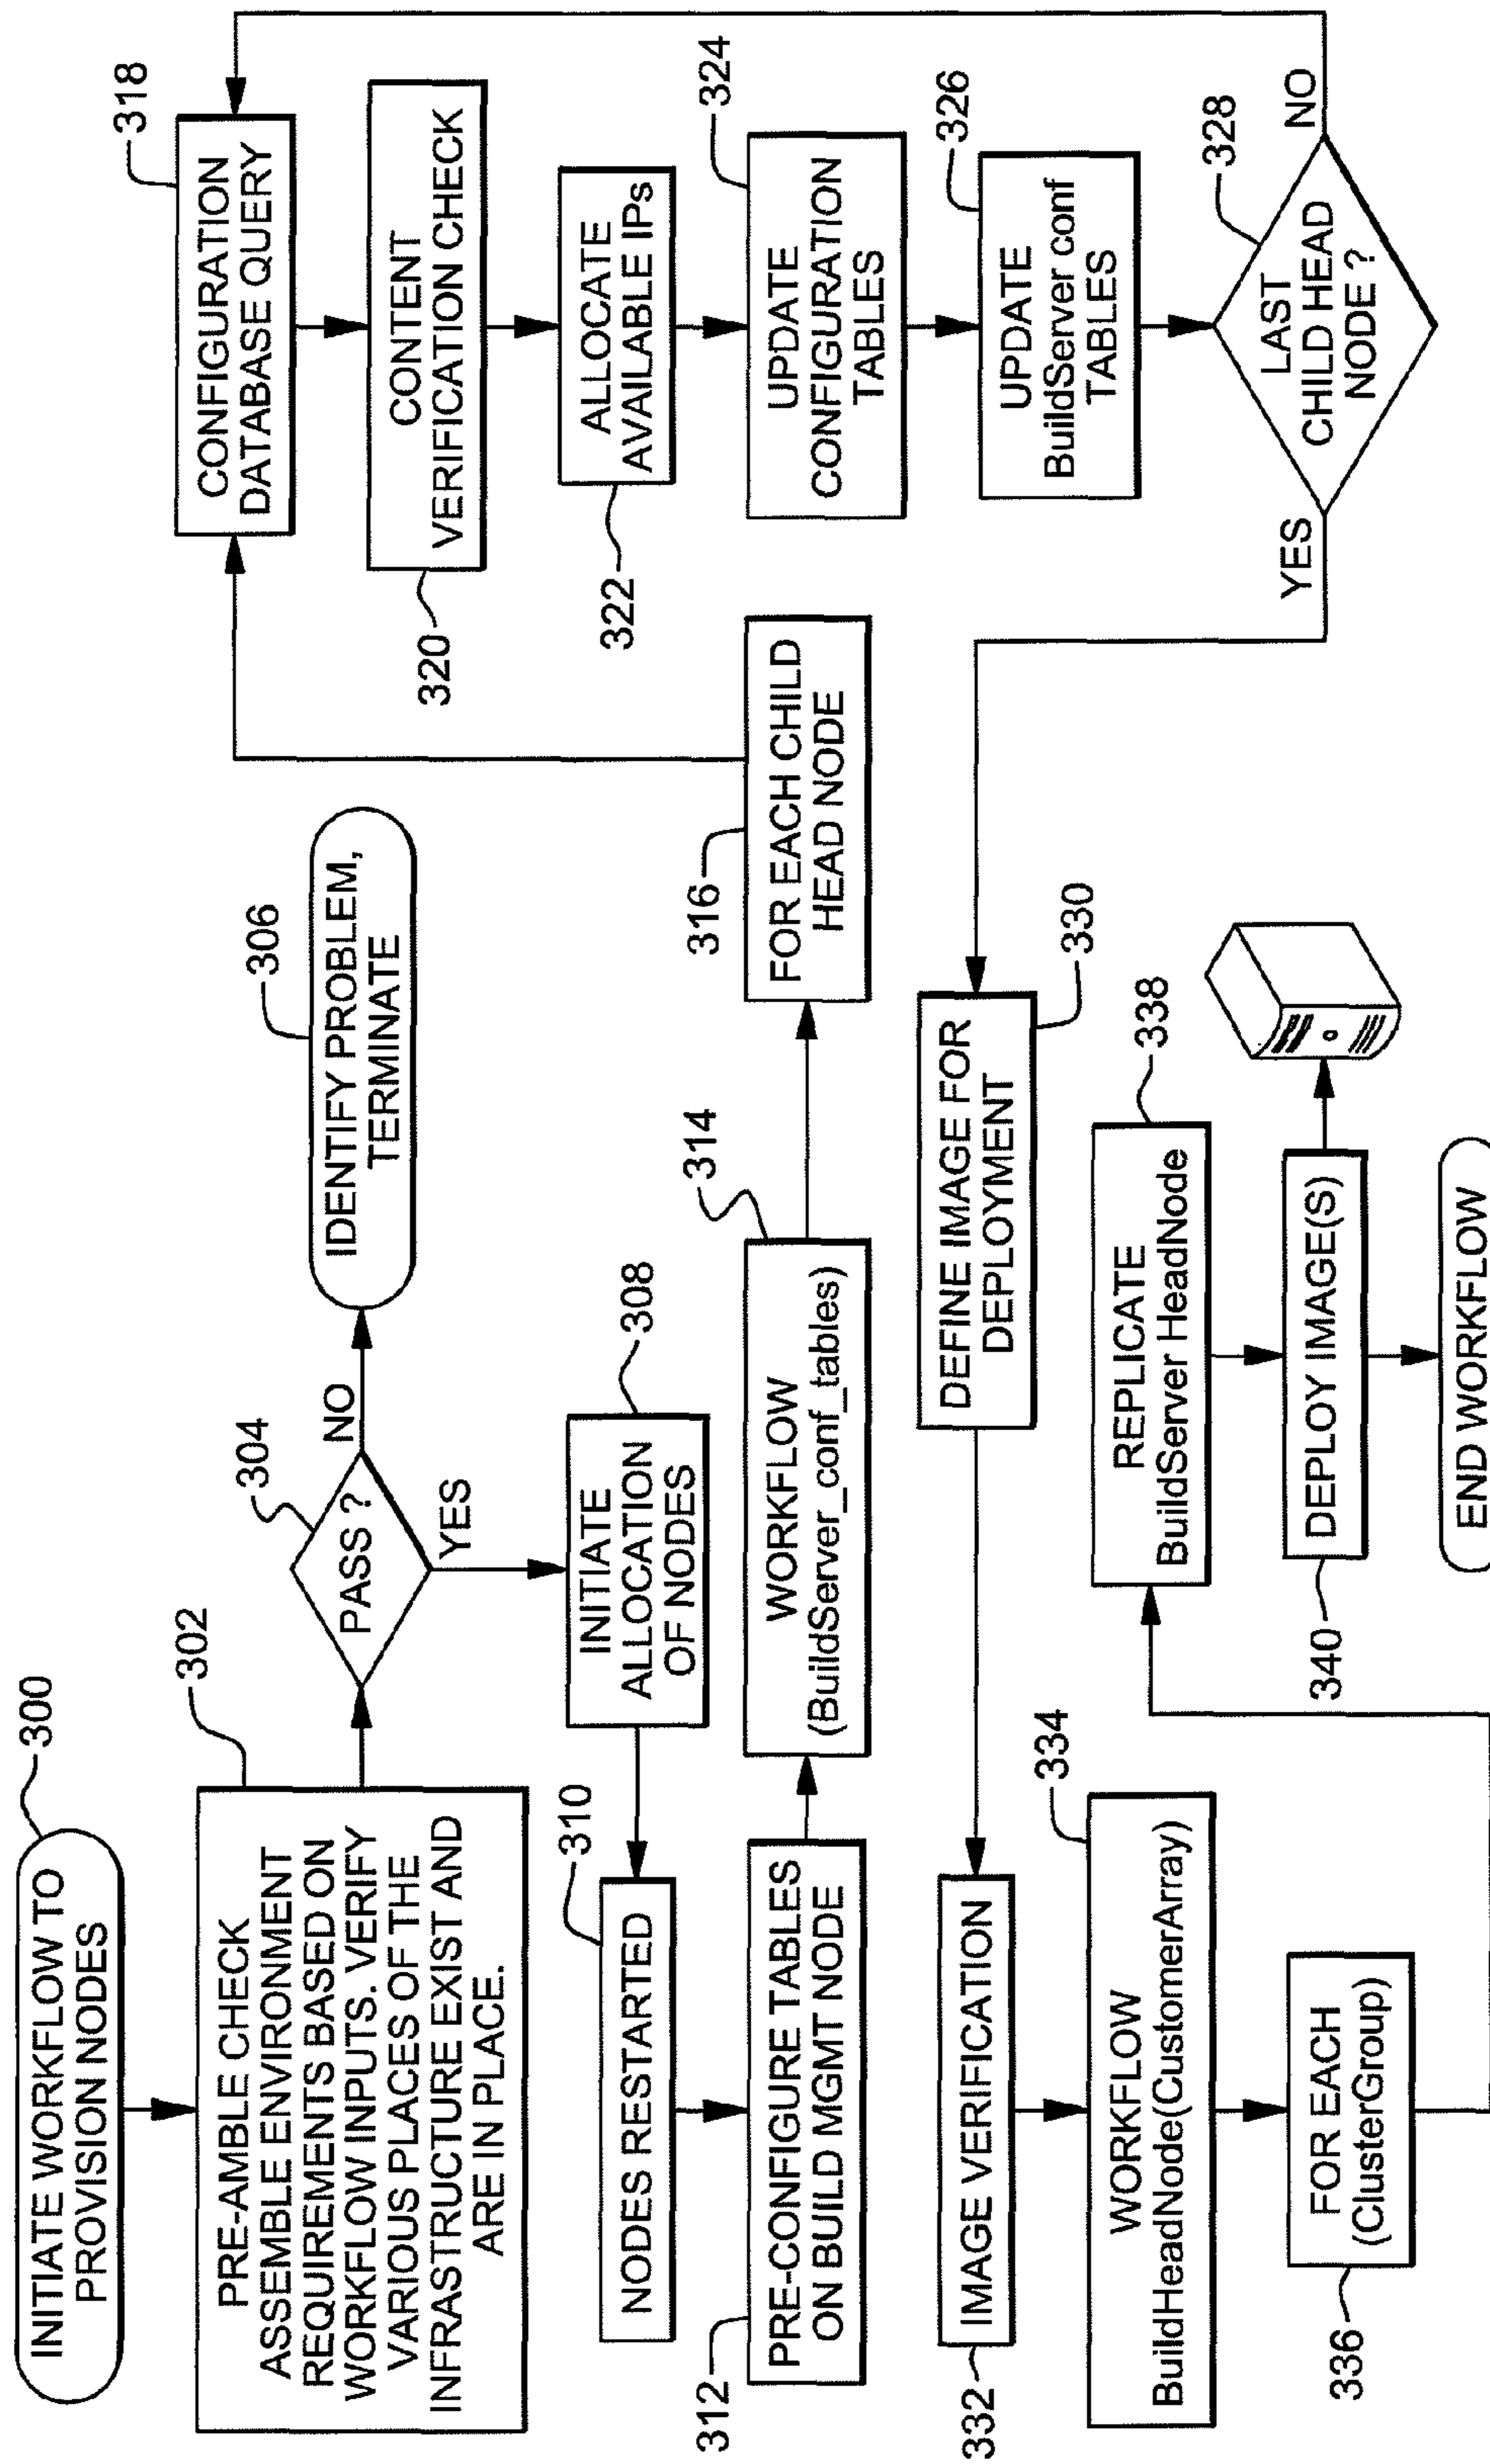 INITIATE WORKFLOW TO
PROVISION NODES
300
PRE-AMBLE CHECK
ASSEMBLE ENVIRONMENT
REQUIREMENTS BASED ON
WORKFLOW INPUTS. VERIFY
VARIOUS PLACES OF THE
INFRASTRUCTURE EXIST AND
ARE IN PLACE.
302
PASS ?
304
NO
YES
IDENTIFY PROBLEM,
TERMINATE
306
INITIATE
ALLOCATION
OF NODES
308
NODES RESTARTED
310
PRE-CONFIGURE TABLES
ON BUILD MGMT NODE
312
WORKFLOW
(BuildServer_conf_tables)
314
FOR EACH CHILD
HEAD NODE
316
CONFIGURATION
DATABASE QUERY
318
CONTENT
VERIFICATION CHECK
320
ALLOCATE
AVAILABLE IPs
322
UPDATE
CONFIGURATION
TABLES
324
UPDATE
BuildServer conf
TABLES
326
LAST
CHILD HEAD
NODE ?
328
YES
NO
DEFINE IMAGE FOR
DEPLOYMENT
330
IMAGE VERIFICATION
332
WORKFLOW
BuildHeadNode(CustomerArray)
334
FOR EACH
(ClusterGroup)
336
REPLICATE
BuildServer HeadNode
338
DEPLOY IMAGE(S)
340
END WORKFLOW